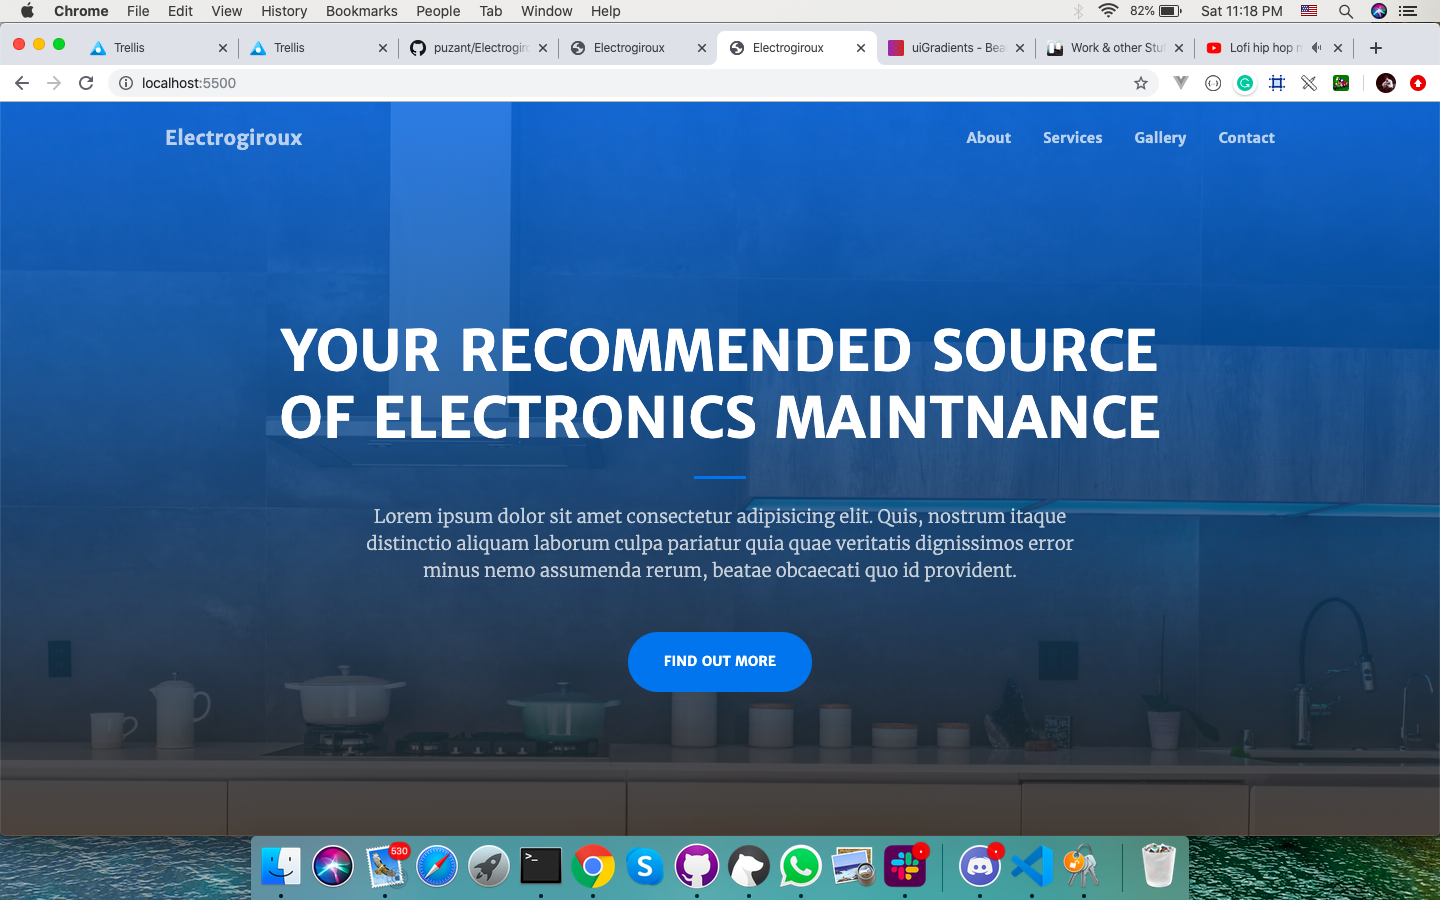 Chrome File Edit View History Bookmarks People Tab Window Help 82% Sat 11:18 PM
Trellis Trellis puzant/Electrogiro Electrogiroux Electrogiroux uiGradients - Bea Work & other Stu Lofi hip hop
localhost:5500
Electrogiroux About Services Gallery Contact
YOUR RECOMMENDED SOURCE
OF ELECTRONICS MAINTNANCE
Lorem ipsum dolor sit amet consectetur adipisicing elit. Quis, nostrum itaque
distinctio aliquam laborum culpa pariatur quia quae veritatis dignissimos error
minus nemo assumenda rerum, beatae obcaecati quo id provident.
FIND OUT MORE
530